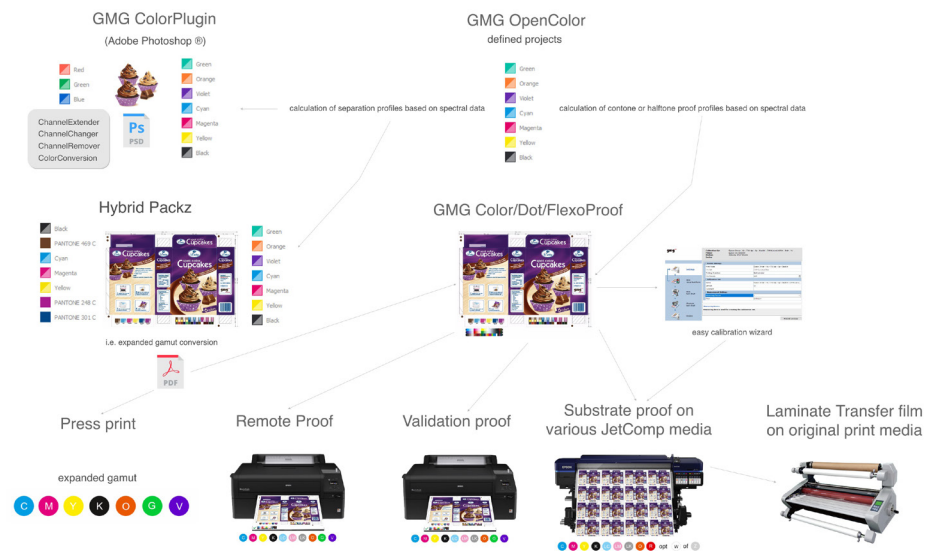 GMG ColorPlugin
(Adobe Photoshop ®)
Red
Green
Blue
ChannelExtender
ChannelChanger
ChannelRemover
ColorConversion
Ps
PSD
Green
Orange
Violet
Cyan
Magenta
Yellow
Black
calculation of separation profiles based on spectral data
GMG OpenColor
defined projects
Green
Orange
Violet
Cyan
Magenta
Yellow
Black
calculation of contone or halftone proof profiles based on spectral data
Hybrid Packz
Black
PANTONE 469 C
Cyan
Magenta
Yellow
PANTONE 248 C
PANTONE 301 C
Cupcakes
Cupcakes
Green
Orange
Violet
Cyan
Magenta
Yellow
Black
i.e. expanded gamut conversion
PDF
GMG Color/Dot/FlexoProof
Cupcakes
Cupcakes
easy calibration wizard
Press print
expanded gamut
C M Y K O G V
Remote Proof
Validation proof
Substrate proof on
various JetComp media
EPSON
opt w of
Laminate Transfer film
on original print media